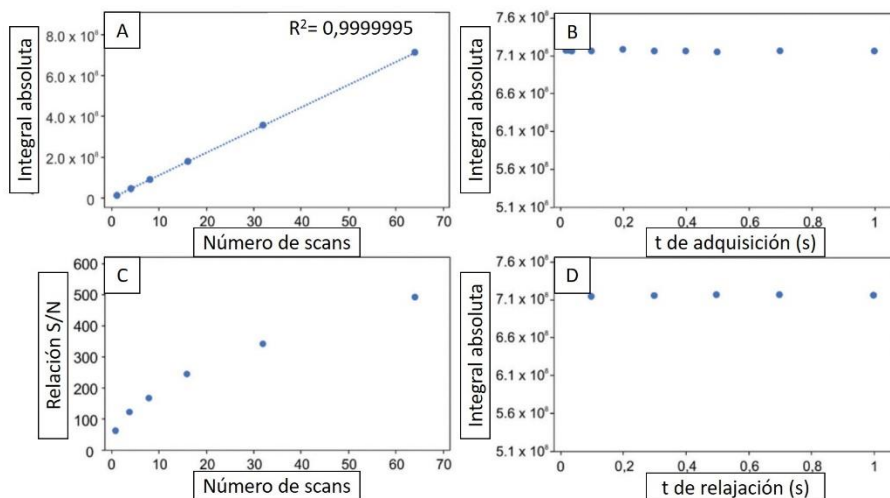 A
R²= 0,9999995
Integral absoluta
8.0 x 10⁸
6.0 x 10⁸
4.0 x 10⁸
2.0 x 10⁸
0
0 10 20 30 40 50 60 70
Número de scans
B
Integral absoluta
7.6 x 10⁸
7.1 x 10⁸
6.6 x 10⁸
6.1 x 10⁸
5.6 x 10⁸
5.1 x 10⁸
0 0,2 0,4 0,6 0,8 1
t de adquisición (s)
C
Relación S/N
600
500
400
300
200
100
0
0 10 20 30 40 50 60 70
Número de scans
D
Integral absoluta
7.6 x 10⁸
7.1 x 10⁸
6.6 x 10⁸
6.1 x 10⁸
5.6 x 10⁸
5.1 x 10⁸
0 0,2 0,4 0,6 0,8 1
t de relajación (s)